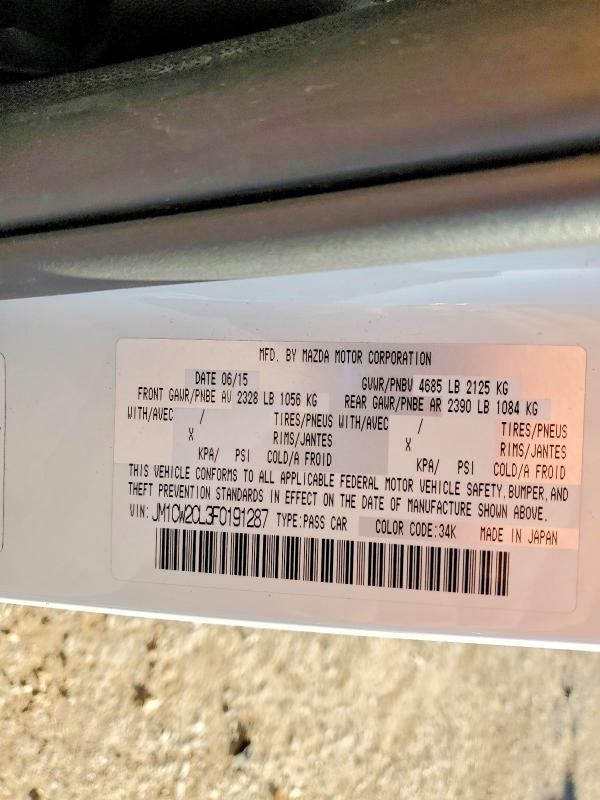 MFD. BY MAZDA MOTOR CORPORATION
DATE 06/15 GVWR/PNBV 4685 LB 2125 KG
FRONT GAWR/PNBE AV 2328 LB 1056 KG REAR GAWR/PNBE AR 2390 LB 1084 KG
WITH/AVEC / TIRES/PNEUS WITH/AVEC / TIRES/PNEUS
X RIMS/JANTES X RIMS/JANTES
KPA/ PSI COLD/A FROID KPA/ PSI COLD/A FROID
THIS VEHICLE CONFORMS TO ALL APPLICABLE FEDERAL MOTOR VEHICLE SAFETY, BUMPER, AND
THEFT PREVENTION STANDARDS IN EFFECT ON THE DATE OF MANUFACTURE SHOWN ABOVE.
VIN: JM1CW2CL3F0191287 TYPE:PASS CAR COLOR CODE:34K MADE IN JAPAN